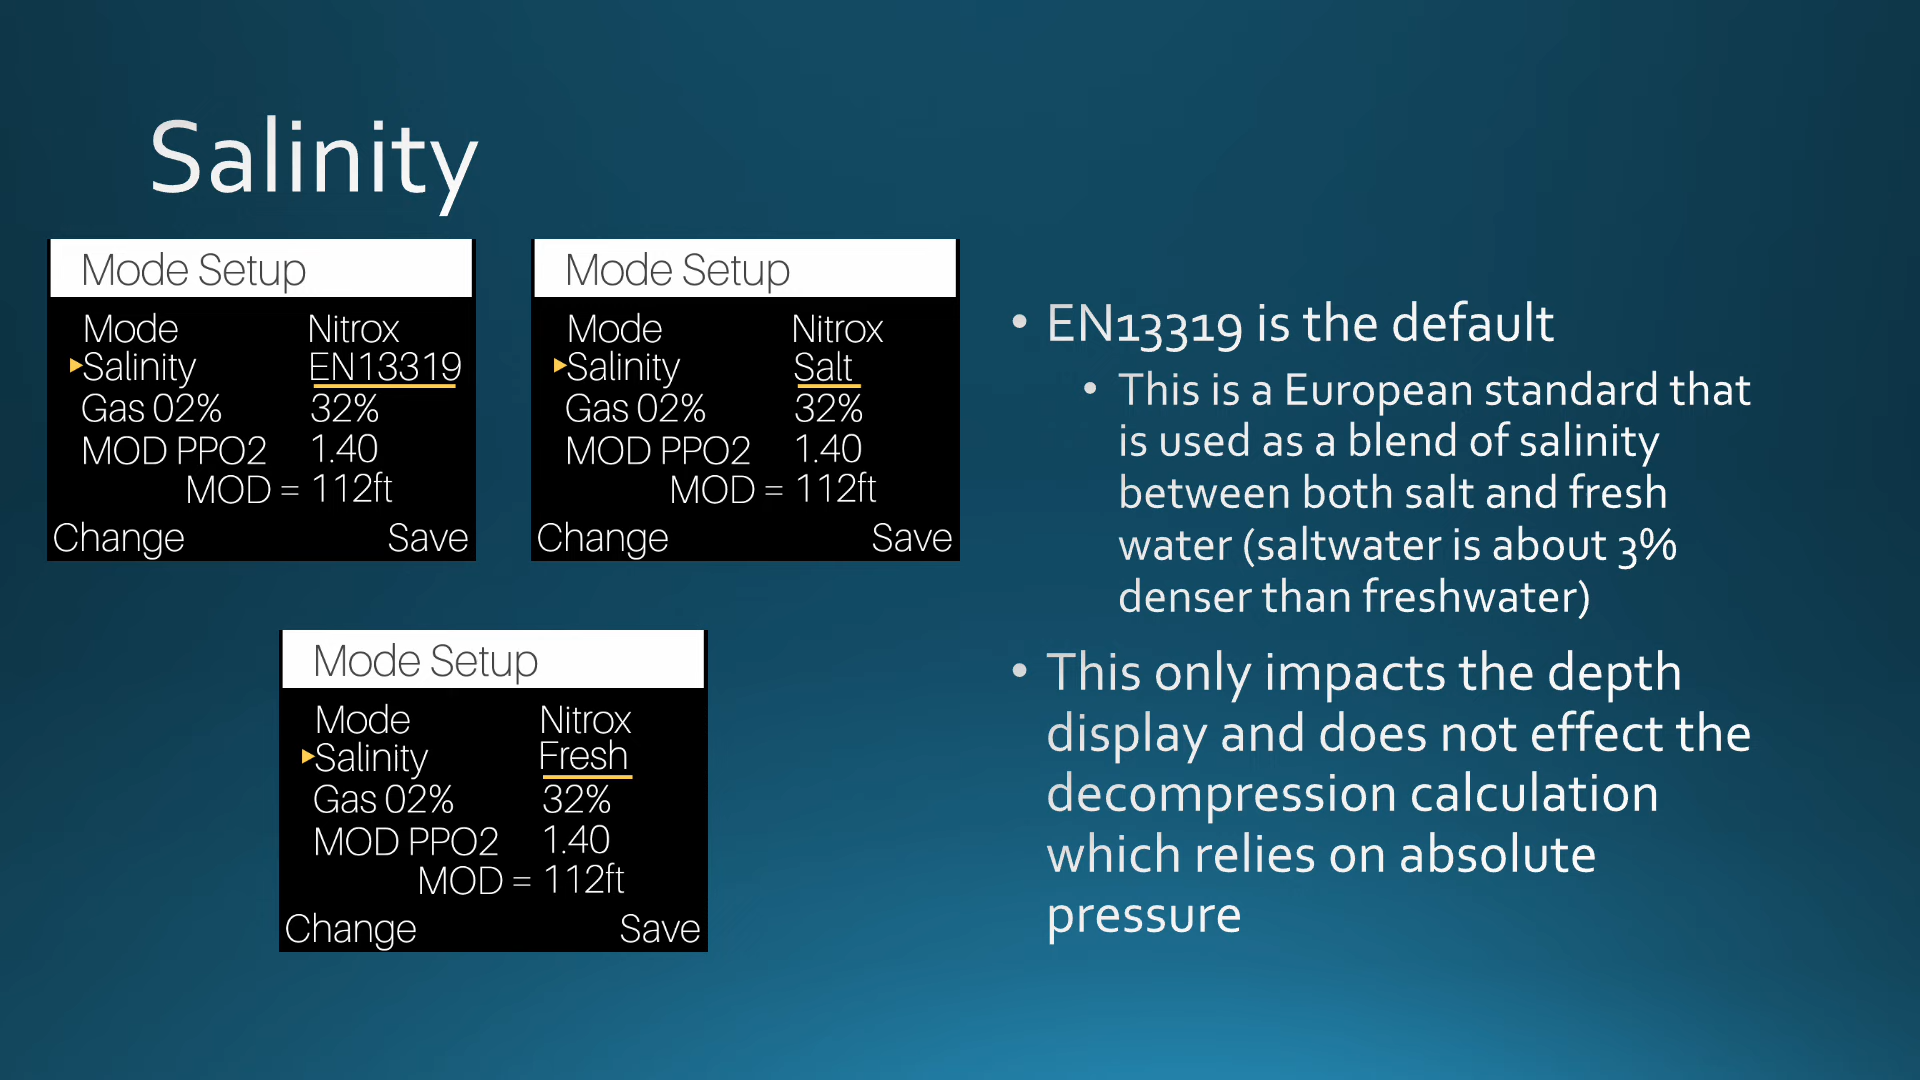 Salinity
Mode Setup
Mode Nitrox
Salinity EN13319
Gas 02% 32%
MOD PPO2 1.40
MOD = 112ft
Change Save
Mode Setup
Mode Nitrox
Salinity Salt
Gas 02% 32%
MOD PPO2 1.40
MOD = 112ft
Change Save
Mode Setup
Mode Nitrox
Salinity Fresh
Gas 02% 32%
MOD PPO2 1.40
MOD = 112ft
Change Save
• EN13319 is the default
• This is a European standard that
is used as a blend of salinity
between both salt and fresh
water (saltwater is about 3%
denser than freshwater)
• This only impacts the depth
display and does not effect the
decompression calculation
which relies on absolute
pressure